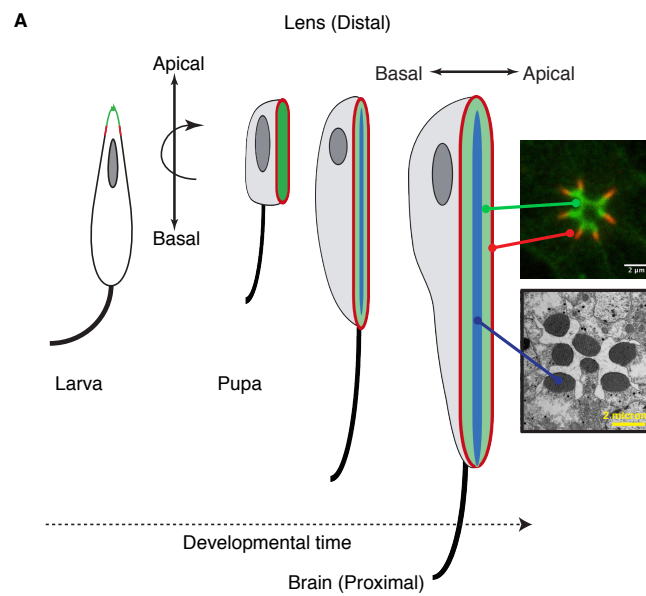 A
Lens (Distal)
Apical
Basal
Basal
Apical
2 μm
2 micron
Larva
Pupa
Developmental time
Brain (Proximal)